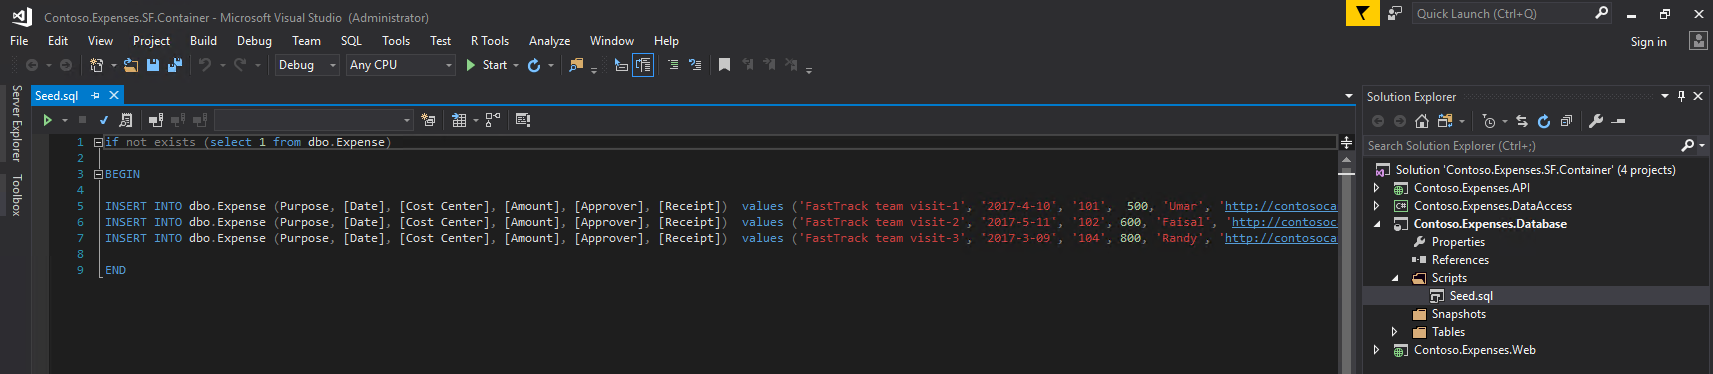 Contoso.Expenses.SF.Container - Microsoft Visual Studio (Administrator)
Quick Launch (Ctrl+Q)
File Edit View Project Build Debug Team SQL Tools Test R Tools Analyze Window Help
Sign in
Debug Any CPU Start
Server Explorer
Toolbox
Seed.sql
1 if not exists (select 1 from dbo.Expense)
2
3 BEGIN
4
5 INSERT INTO dbo.Expense (Purpose, [Date], [Cost Center], [Amount], [Approver], [Receipt]) values ('FastTrack team visit-1', '2017-4-10', '101', 500, 'Umar', 'http://contosoca
6 INSERT INTO dbo.Expense (Purpose, [Date], [Cost Center], [Amount], [Approver], [Receipt]) values ('FastTrack team visit-2', '2017-5-11', '102', 600, 'Faisal', 'http://contosoca
7 INSERT INTO dbo.Expense (Purpose, [Date], [Cost Center], [Amount], [Approver], [Receipt]) values ('FastTrack team visit-3', '2017-3-09', '104', 800, 'Randy', 'http://contosoca
8
9 END
Solution Explorer
Search Solution Explorer (Ctrl+;)
Solution 'Contoso.Expenses.SF.Container' (4 projects)
Contoso.Expenses.API
C# Contoso.Expenses.DataAccess
Contoso.Expenses.Database
Properties
References
Scripts
Seed.sql
Snapshots
Tables
Contoso.Expenses.Web